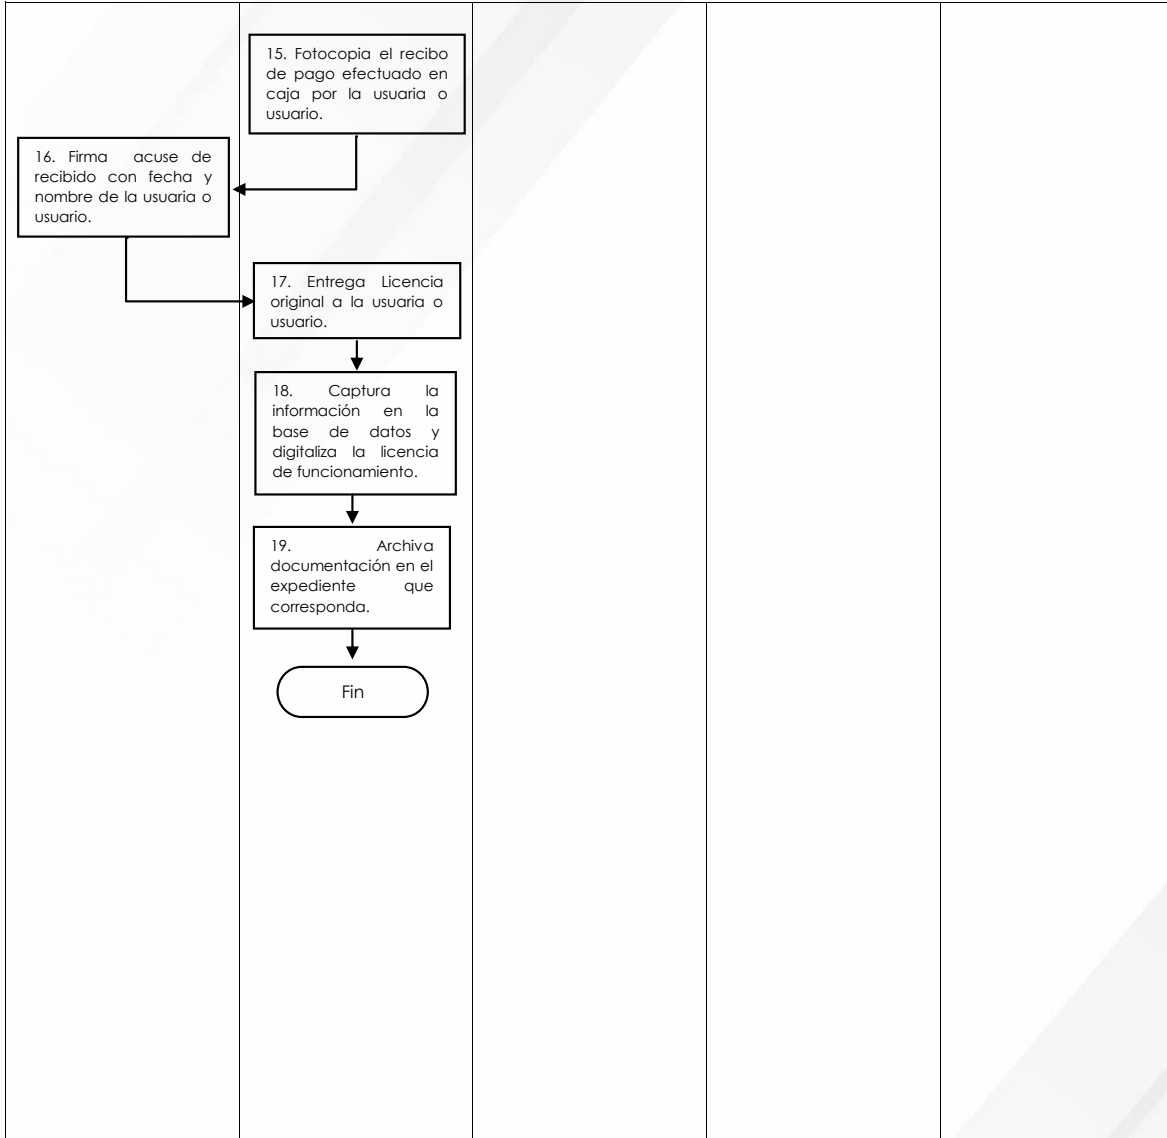 15. Fotocopia el recibo
de pago efectuado en
caja por la usuaria o
usuario.
16. Firma acuse de
recibido con fecha y
nombre de la usuaria o
usuario.
17. Entrega Licencia
original a la usuaria o
usuario.
18. Captura la
información en la
base de datos y
digitaliza la licencia
de funcionamiento.
19. Archiva
documentación en el
expediente que
corresponda.
Fin